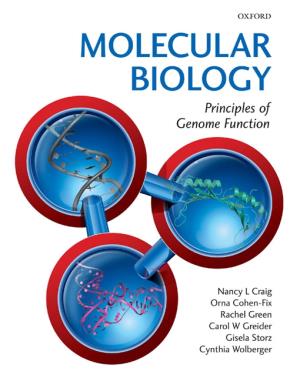 OXFORD
MOLECULAR
BIOLOGY
Principles of
Genome Function
Nancy L Craig
Orna Cohen-Fix
Rachel Green
Carol W Greider
Gisela Storz
Cynthia Wolberger